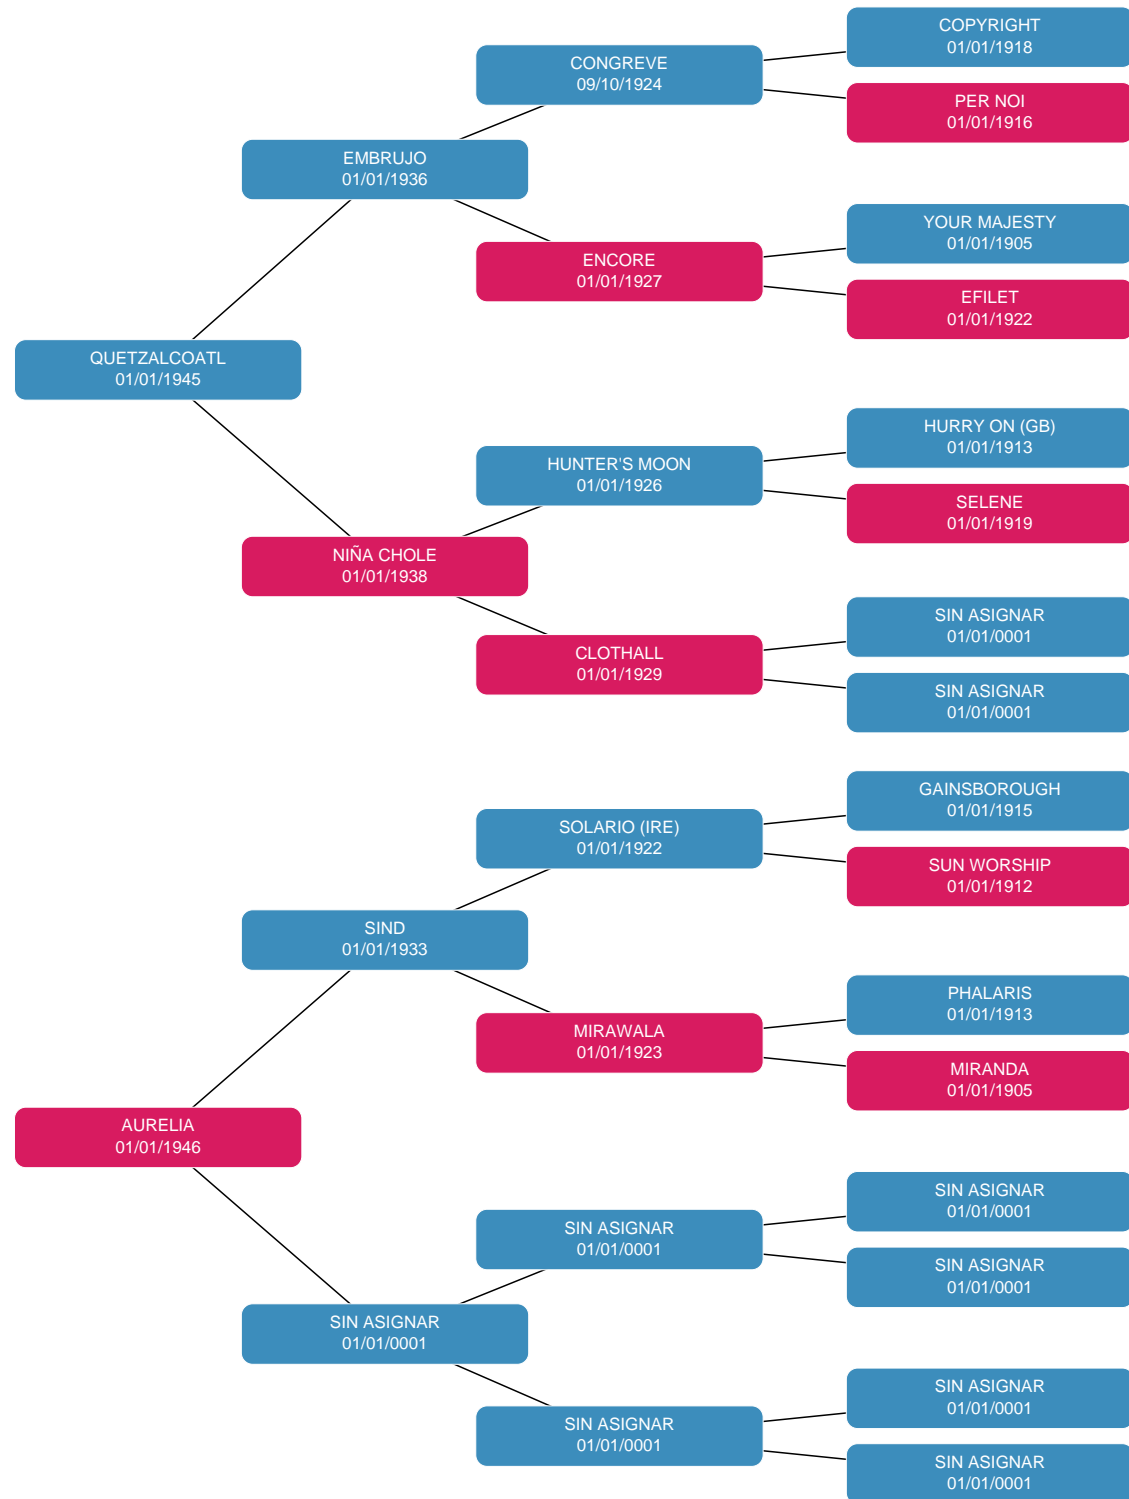 COPYRIGHT
01/01/1918
CONGREVE
09/10/1924
PER NOI
01/01/1916
EMBRUJO
01/01/1936
YOUR MAJESTY
01/01/1905
ENCORE
01/01/1927
EFILET
01/01/1922
QUETZALCOATL
01/01/1945
HURRY ON (GB)
01/01/1913
HUNTER'S MOON
01/01/1926
SELENE
01/01/1919
NIÑA CHOLE
01/01/1938
SIN ASIGNAR
01/01/0001
CLOTHALL
01/01/1929
SIN ASIGNAR
01/01/0001
GAINSBOROUGH
01/01/1915
SOLARIO (IRE)
01/01/1922
SUN WORSHIP
01/01/1912
SIND
01/01/1933
PHALARIS
01/01/1913
MIRAWALA
01/01/1923
MIRANDA
01/01/1905
AURELIA
01/01/1946
SIN ASIGNAR
01/01/0001
SIN ASIGNAR
01/01/0001
SIN ASIGNAR
01/01/0001
SIN ASIGNAR
01/01/0001
SIN ASIGNAR
01/01/0001
SIN ASIGNAR
01/01/0001
SIN ASIGNAR
01/01/0001